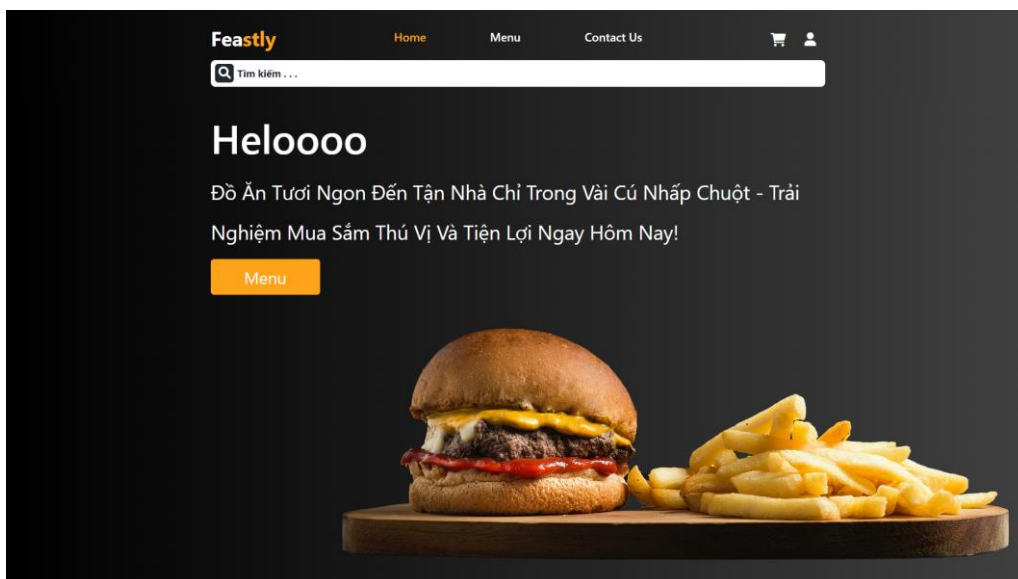 Feastly Home Menu Contact Us
Tìm kiếm . . .
Heloooo
Đồ Ăn Tươi Ngon Đến Tận Nhà Chỉ Trong Vài Cú Nhấp Chuột - Trải
Nghiệm Mua Sắm Thú Vị Và Tiện Lợi Ngay Hôm Nay!
Menu